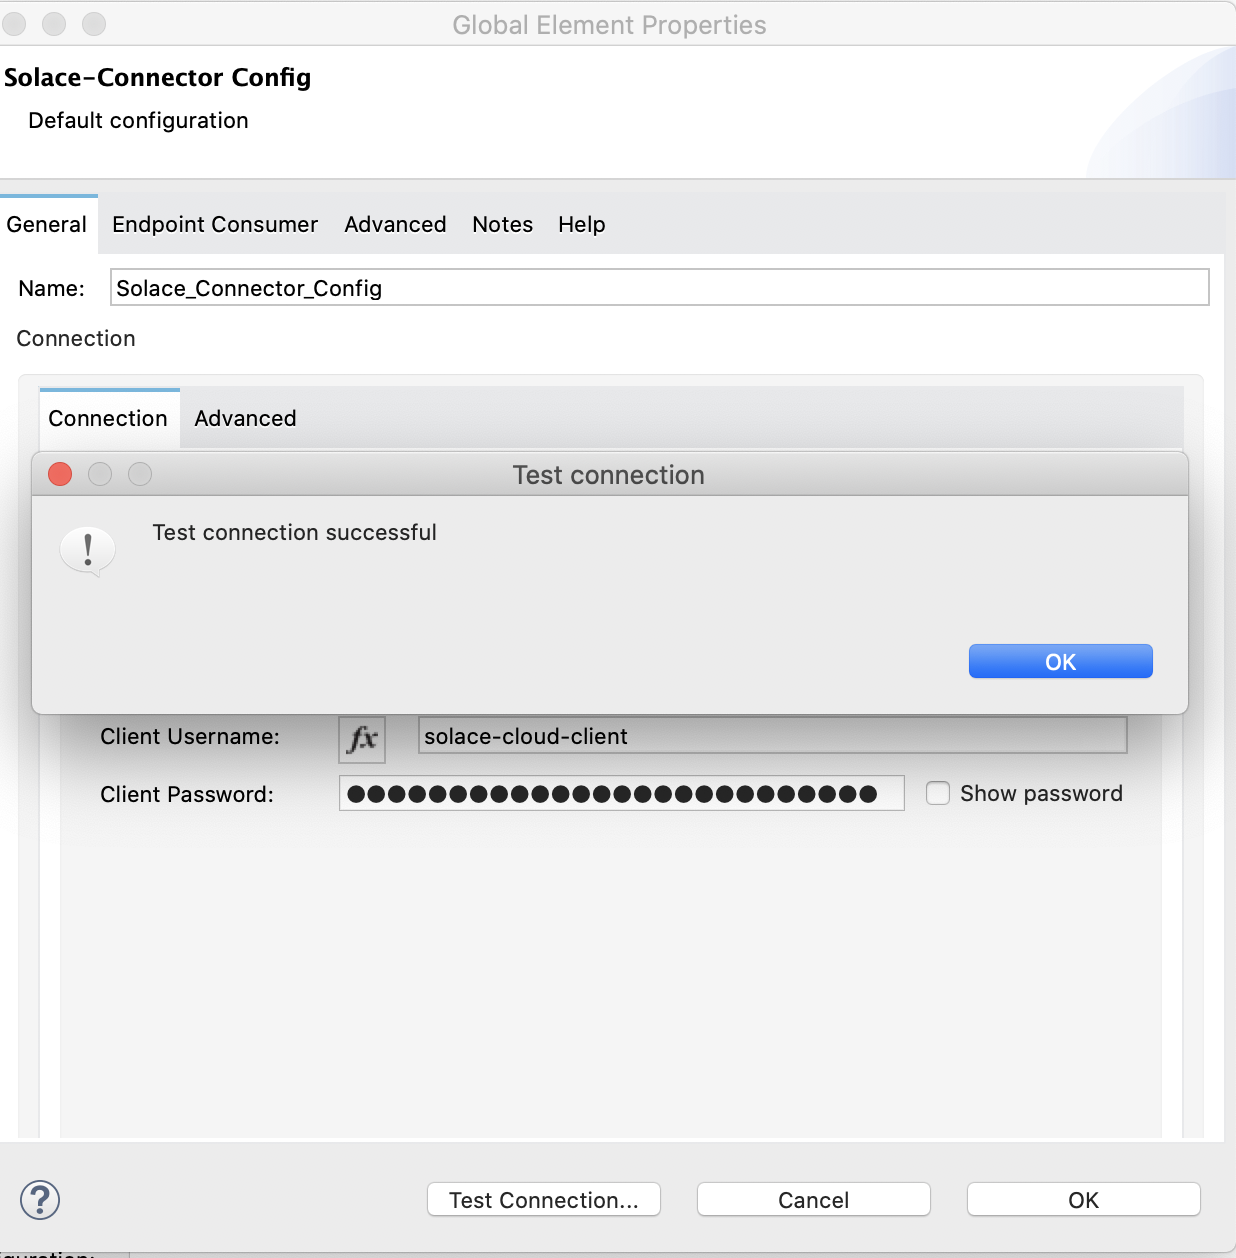 Global Element Properties
Solace-Connector Config
Default configuration
General Endpoint Consumer Advanced Notes Help
Name: Solace_Connector_Config
Connection
Connection Advanced
Test connection
! Test connection successful
OK
Client Username: fx solace-cloud-client
Client Password: ●●●●●●●●●●●●●●●●●●●●●●●●●● Show password
? Test Connection... Cancel OK